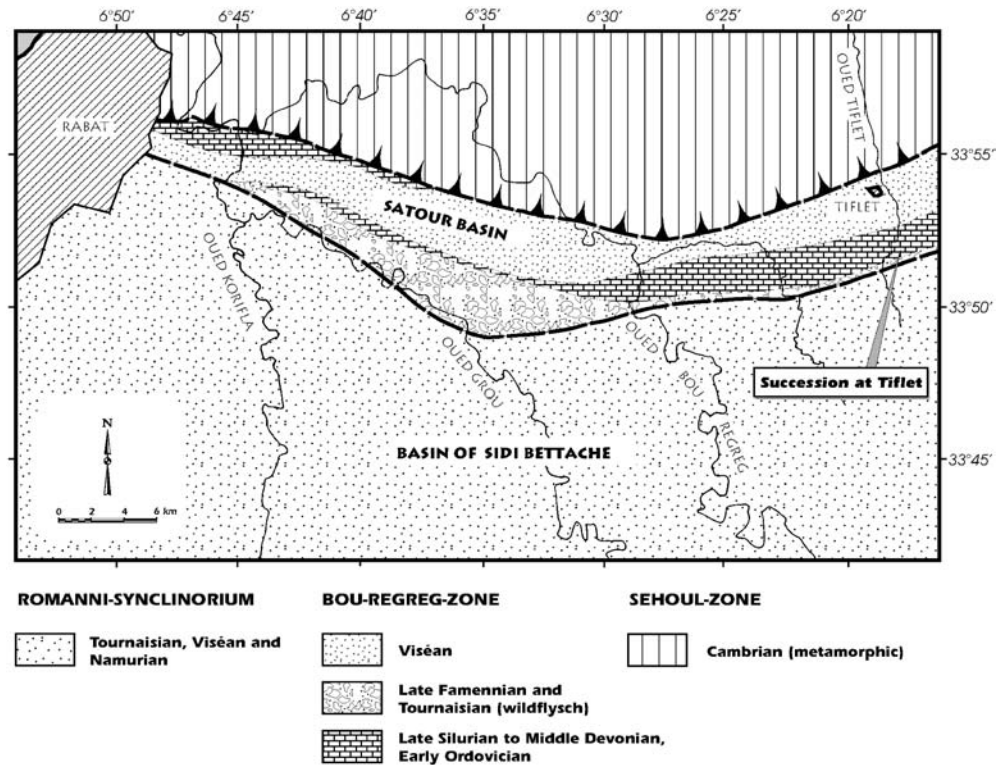 6°50′ 6°45′ 6°40′ 6°35′ 6°30′ 6°25′ 6°20′
RABAT
OUED TIFLET
33°55′
TIFLET
SATOUR BASIN
OUED KORIFLA
33°50′
OUED GROU
OUED BOU REGREG
Succession at Tiflet
N
BASIN OF SIDI BETTACHE
33°45′
0 2 4 6 km
ROMANNI-SYNCLINORIUM
Tournaisian, Viséan and
Namurian
BOU-REGREG-ZONE
Viséan
Late Famennian and
Tournaisian (wildflysch)
Late Silurian to Middle Devonian,
Early Ordovician
SEHOUL-ZONE
Cambrian (metamorphic)